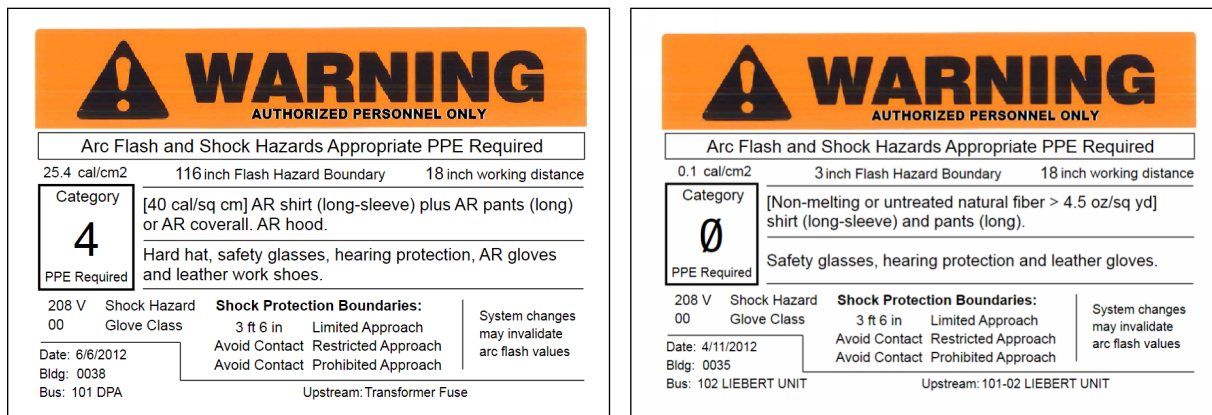 WARNING
AUTHORIZED PERSONNEL ONLY
Arc Flash and Shock Hazards Appropriate PPE Required
25.4 cal/cm2 116 inch Flash Hazard Boundary 18 inch working distance
Category
4
PPE Required
[40 cal/sq cm] AR shirt (long-sleeve) plus AR pants (long)
or AR coverall. AR hood.
Hard hat, safety glasses, hearing protection, AR gloves
and leather work shoes.
208 V Shock Hazard
00 Glove Class
Shock Protection Boundaries:
3 ft 6 in Limited Approach
Avoid Contact Restricted Approach
Avoid Contact Prohibited Approach
System changes
may invalidate
arc flash values
Date: 6/6/2012
Bldg: 0038
Bus: 101 DPA
Upstream: Transformer Fuse
WARNING
AUTHORIZED PERSONNEL ONLY
Arc Flash and Shock Hazards Appropriate PPE Required
0.1 cal/cm2 3 inch Flash Hazard Boundary 18 inch working distance
Category
Ø
PPE Required
[Non-melting or untreated natural fiber > 4.5 oz/sq yd]
shirt (long-sleeve) and pants (long).
Safety glasses, hearing protection and leather gloves.
208 V Shock Hazard
00 Glove Class
Shock Protection Boundaries:
3 ft 6 in Limited Approach
Avoid Contact Restricted Approach
Avoid Contact Prohibited Approach
System changes
may invalidate
arc flash values
Date: 4/11/2012
Bldg: 0035
Bus: 102 LIEBERT UNIT
Upstream: 101-02 LIEBERT UNIT